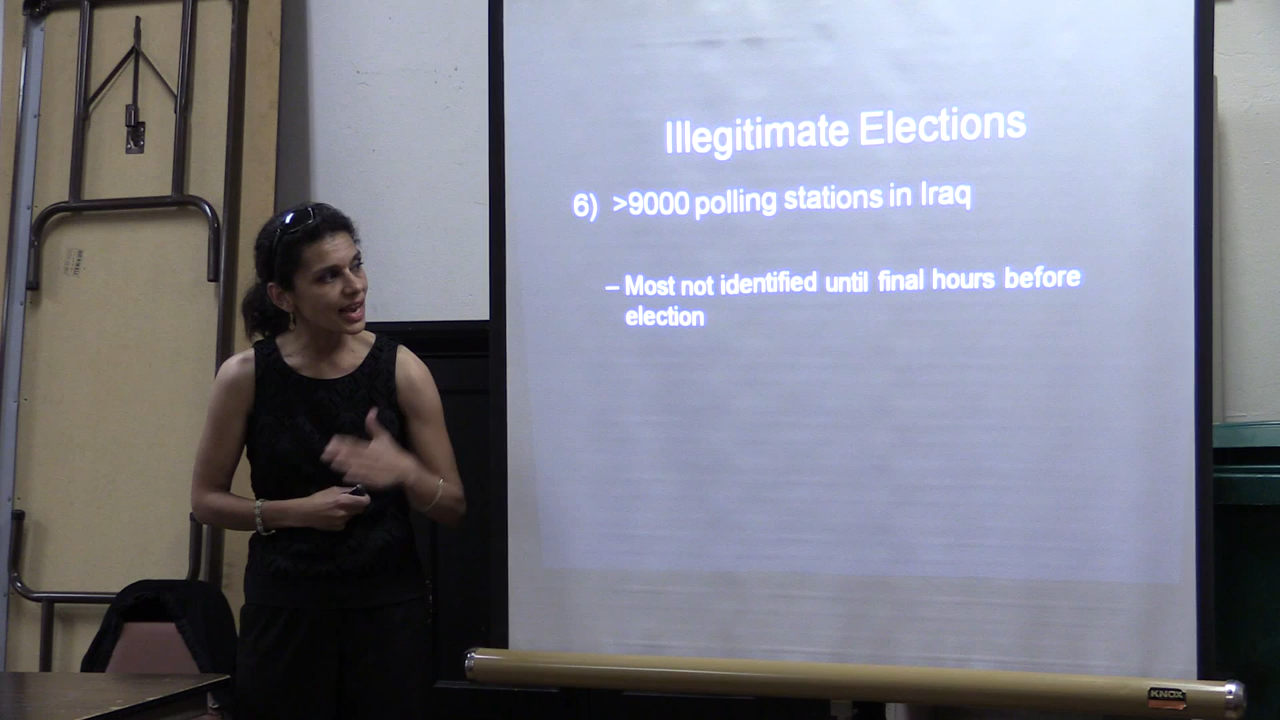 Illegitimate Elections
6) >9000 polling stations in Iraq
– Most not identified until final hours before
election
KNOX